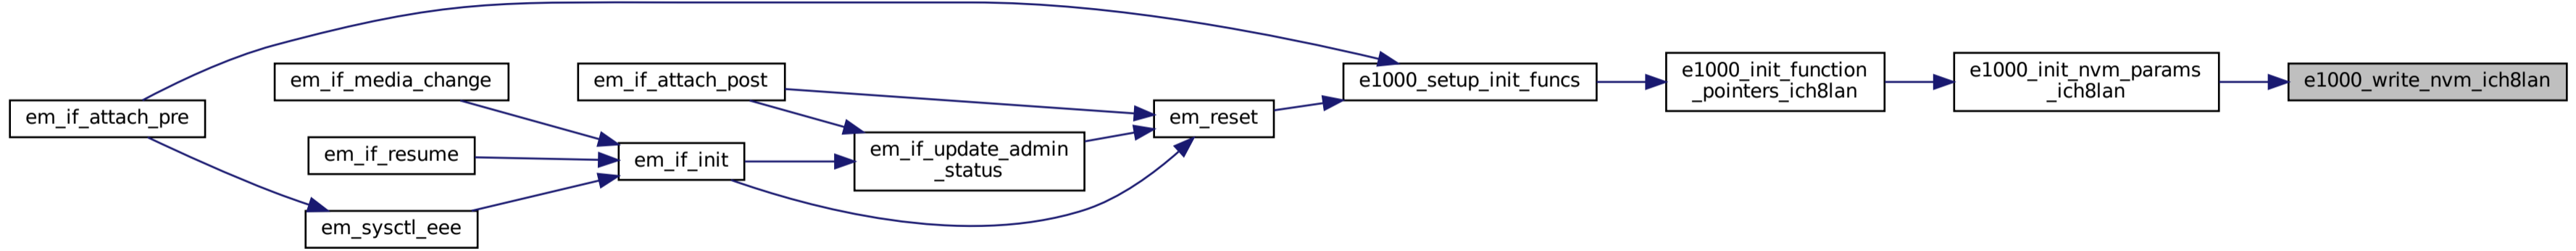 em_if_attach_pre
em_if_media_change
em_if_resume
em_sysctl_eee
em_if_attach_post
em_if_init
em_if_update_admin
_status
em_reset
e1000_setup_init_funcs
e1000_init_function
_pointers_ich8lan
e1000_init_nvm_params
_ich8lan
e1000_write_nvm_ich8lan